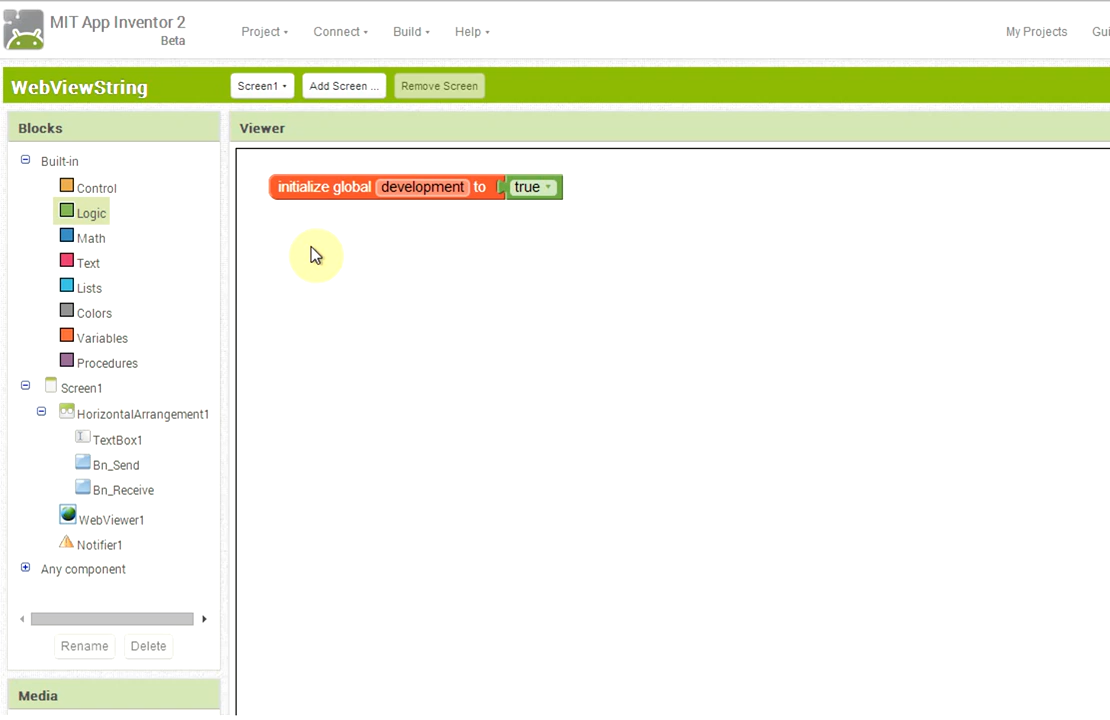 MIT App Inventor 2
Beta
Project Connect Build Help My Projects Gui
WebViewString Screen1 Add Screen ... Remove Screen
Blocks
Viewer
Built-in
Control
Logic
Math
Text
Lists
Colors
Variables
Procedures
Screen1
HorizontalArrangement1
TextBox1
Bn_Send
Bn_Receive
WebViewer1
Notifier1
Any component
Rename Delete
Media
initialize global development to true